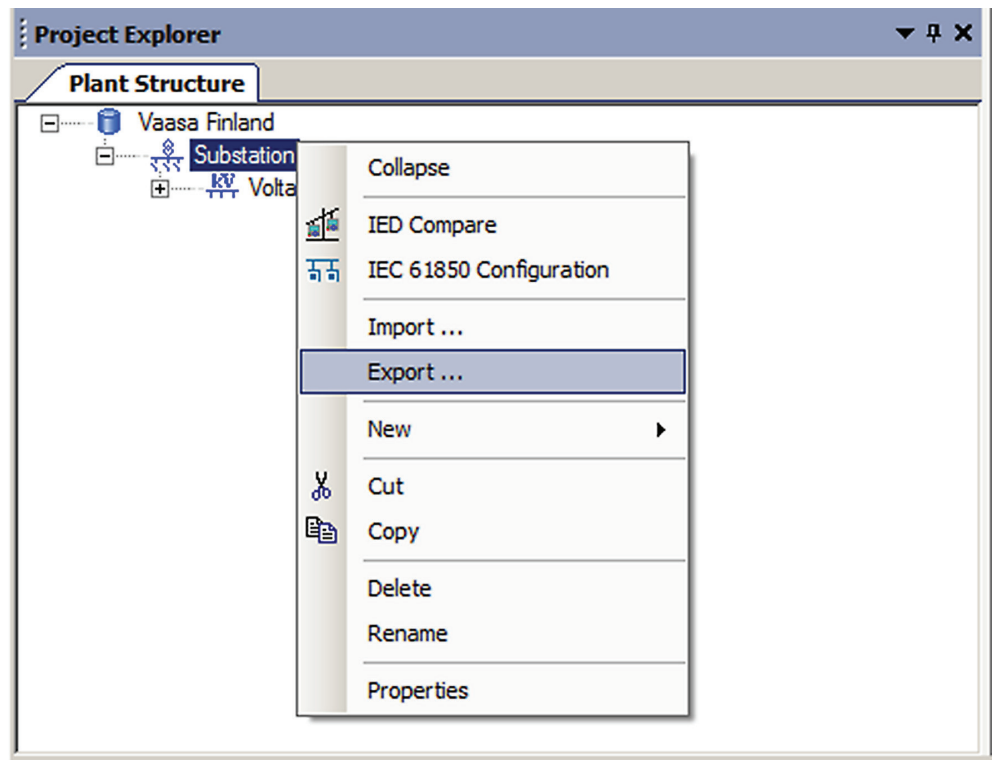 Project Explorer
Plant Structure
Vaasa Finland
Substation
kV Volta
Collapse
IED Compare
IEC 61850 Configuration
Import ...
Export ...
New
Cut
Copy
Delete
Rename
Properties